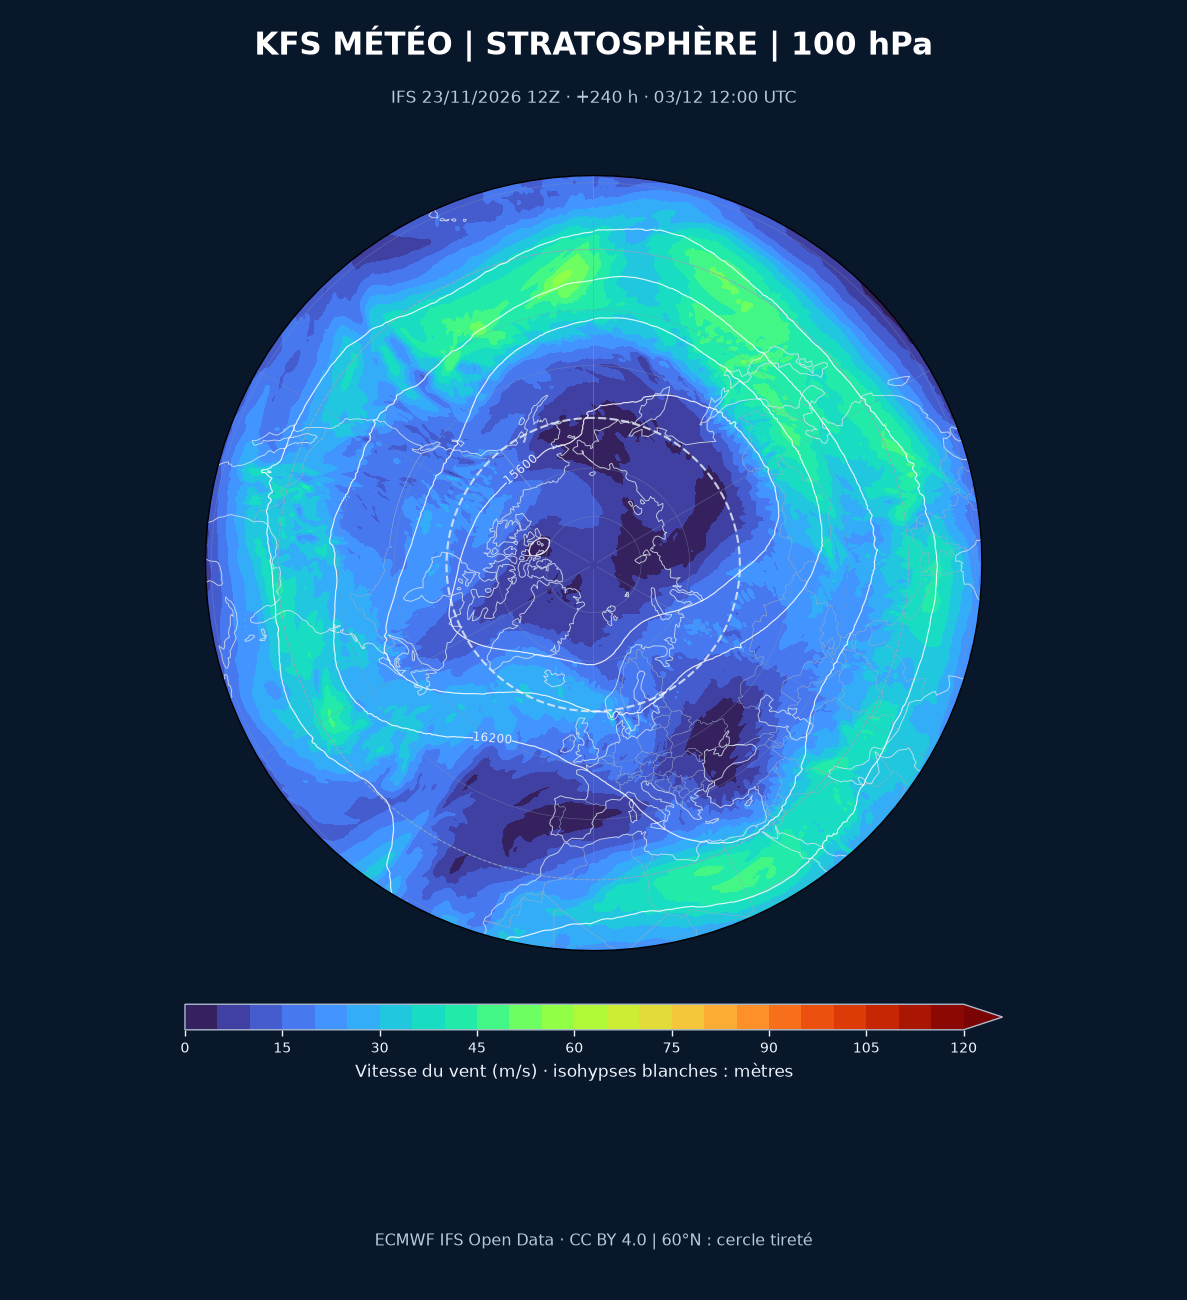 KFS MÉTÉO | STRATOSPHÈRE | 100 hPa
IFS 23/11/2026 12Z · +240 h · 03/12 12:00 UTC
15600
16200
0 15 30 45 60 75 90 105 120
Vitesse du vent (m/s) · isohypses blanches : mètres
ECMWF IFS Open Data · CC BY 4.0 | 60°N : cercle tireté